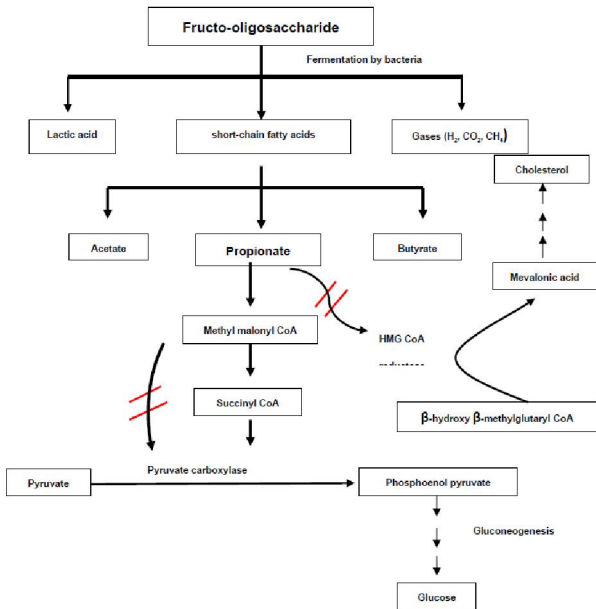 Fructo-oligosaccharide
Fermentation by bacteria
Lactic acid
short-chain fatty acids
Gases (H₂, CO₂, CH₄)
Cholesterol
Acetate
Propionate
Butyrate
Mevalonic acid
Methyl malonyl CoA
HMG CoA
Succinyl CoA
β-hydroxy β-methylglutaryl CoA
Pyruvate carboxylase
Pyruvate
Phosphoenol pyruvate
Gluconeogenesis
Glucose